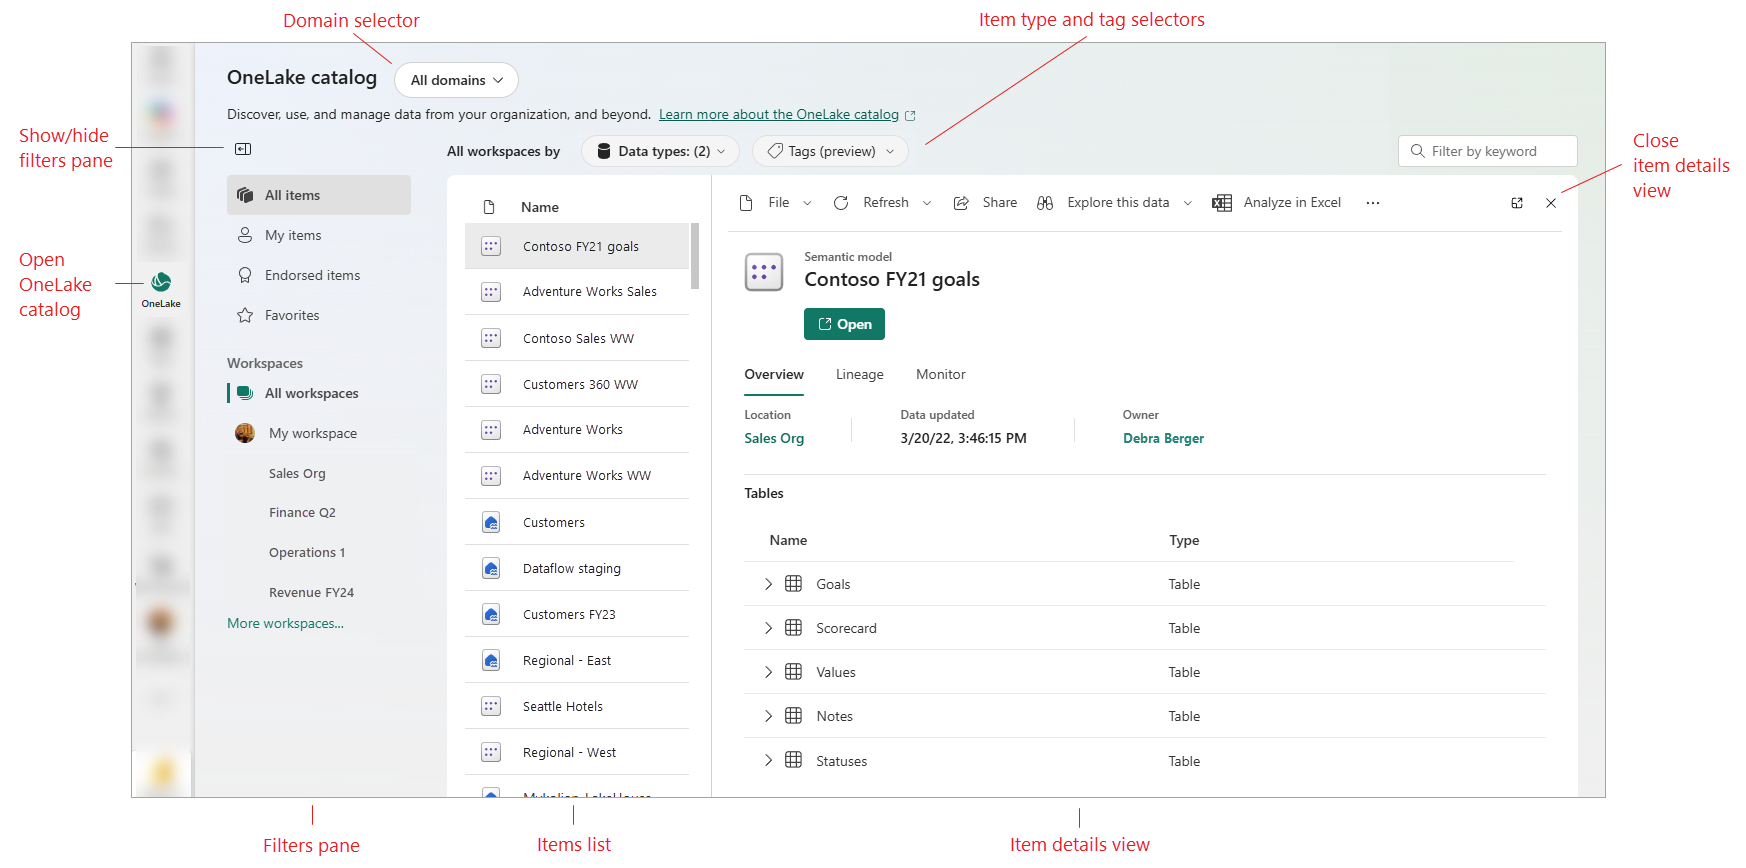 Domain selector
Item type and tag selectors
OneLake catalog
All domains
Discover, use, and manage data from your organization, and beyond. Learn more about the OneLake catalog
Show/hide
filters pane
All workspaces by
Data types: (2)
Tags (preview)
Filter by keyword
Close
item details
view
Open
OneLake
catalog
OneLake
All items
My items
Endorsed items
Favorites
Workspaces
All workspaces
My workspace
Sales Org
Finance Q2
Operations 1
Revenue FY24
More workspaces...
Name
Contoso FY21 goals
Adventure Works Sales
Contoso Sales WW
Customers 360 WW
Adventure Works
Adventure Works WW
Customers
Dataflow staging
Customers FY23
Regional - East
Seattle Hotels
Regional - West
File Refresh Share Explore this data Analyze in Excel ...
Semantic model
Contoso FY21 goals
Open
Overview Lineage Monitor
Location Data updated Owner
Sales Org 3/20/22, 3:46:15 PM Debra Berger
Tables
Name Type
Goals Table
Scorecard Table
Values Table
Notes Table
Statuses Table
Filters pane
Items list
Item details view